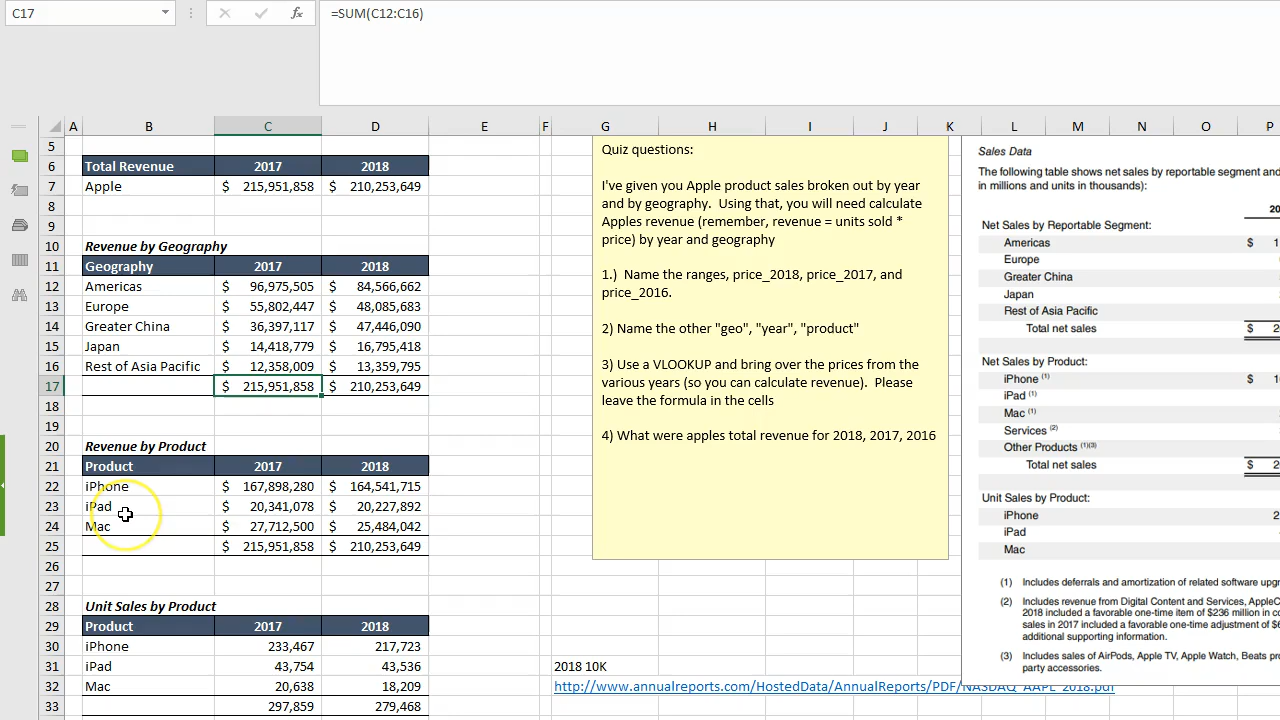 C17 =SUM(C12:C16)
A B C D E F G H I J K L M N O P
5
6 Total Revenue 2017 2018
7 Apple $ 215,951,858 $ 210,253,649
8
9
10 Revenue by Geography
11 Geography 2017 2018
12 Americas $ 96,975,505 $ 84,566,662
13 Europe $ 55,802,447 $ 48,085,683
14 Greater China $ 36,397,117 $ 47,446,090
15 Japan $ 14,418,779 $ 16,795,418
16 Rest of Asia Pacific $ 12,358,009 $ 13,359,795
17 $ 215,951,858 $ 210,253,649
18
19
20 Revenue by Product
21 Product 2017 2018
22 iPhone $ 167,898,280 $ 164,541,715
23 iPad $ 20,341,078 $ 20,227,892
24 Mac $ 27,712,500 $ 25,484,042
25 $ 215,951,858 $ 210,253,649
26
27
28 Unit Sales by Product
29 Product 2017 2018
30 iPhone 233,467 217,723
31 iPad 43,754 43,536
32 Mac 20,638 18,209
33 297,859 279,468
Quiz questions:
I've given you Apple product sales broken out by year
and by geography. Using that, you will need calculate
Apples revenue (remember, revenue = units sold *
price) by year and geography
1.) Name the ranges, price_2018, price_2017, and
price_2016.
2) Name the other "geo", "year", "product"
3) Use a VLOOKUP and bring over the prices from the
various years (so you can calculate revenue). Please
leave the formula in the cells
4) What were apples total revenue for 2018, 2017, 2016
2018 10K
http://www.annualreports.com/HostedData/AnnualReports/PDF/NASDAQ_AAPL_2018.pdf
Sales Data
The following table shows net sales by reportable segment and
in millions and units in thousands):
Net Sales by Reportable Segment:
Americas $
Europe
Greater China
Japan
Rest of Asia Pacific
Total net sales $
Net Sales by Product:
iPhone (1) $
iPad (1)
Mac (1)
Services (2)
Other Products (1)(3)
Total net sales $
Unit Sales by Product:
iPhone
iPad
Mac
(1) Includes deferrals and amortization of related software
(2) Includes revenue from Digital Content and Services,
2018 included a favorable one-time item of $236 million in
sales in 2017 included a favorable one-time adjustment of
additional supporting information.
(3) Includes sales of AirPods, Apple TV, Apple Watch, Beats
party accessories.